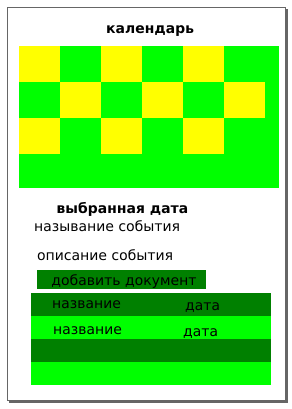 календарь
выбранная дата
называние события
описание события
добавить документ
название дата
название дата